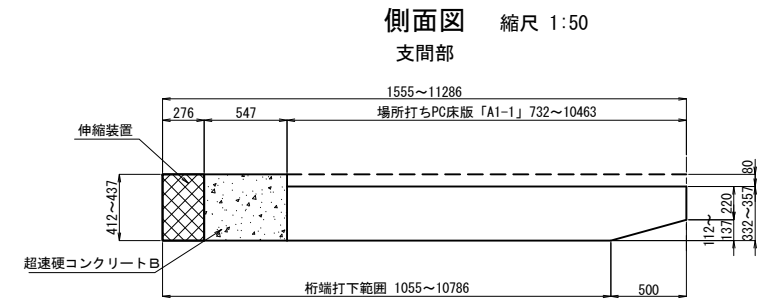 側面図 縮尺 1:50
支間部
1555～11286
276 547 場所打ちPC床版「A1-1」732～10463
伸縮装置
80
412～437
220
112～137
332～357
超速硬コンクリートB
桁端打下範囲 1055～10786 500